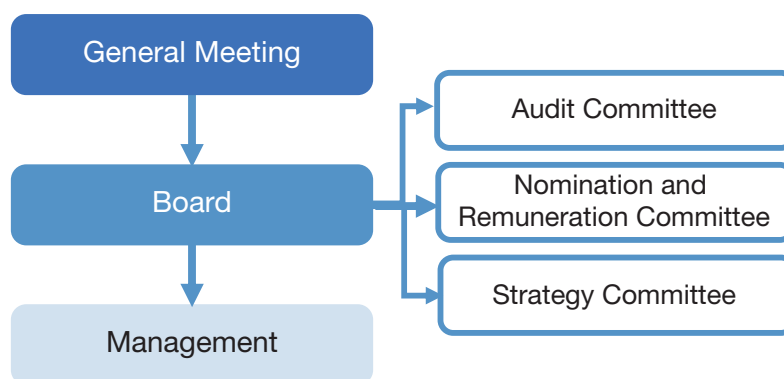 General Meeting
Board
Management
Audit Committee
Nomination and
Remuneration Committee
Strategy Committee